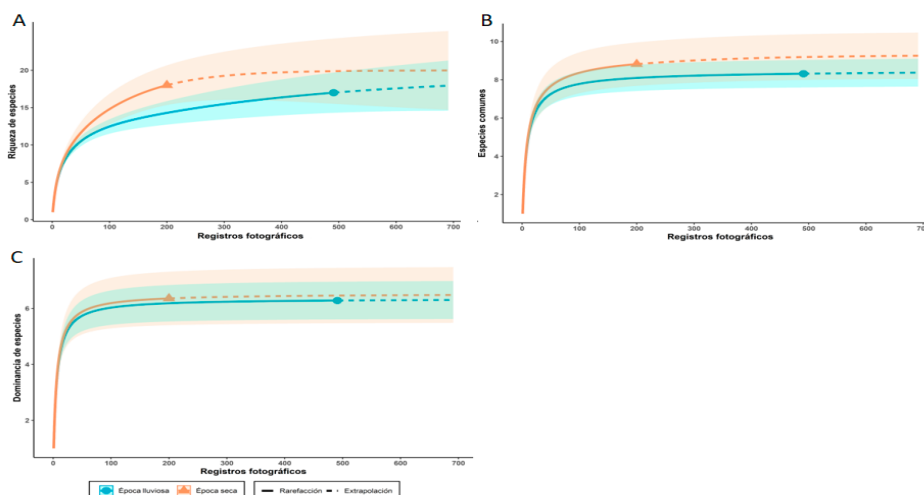 A
Riqueza de especies
20
15
10
5
0
0 100 200 300 400 500 600 700
Registros fotográficos
B
Especies comunes
10
8
6
4
2
0 100 200 300 400 500 600 700
Registros fotográficos
C
Dominancia de especies
6
4
2
0 100 200 300 400 500 600 700
Registros fotográficos
Época lluviosa Época seca Rarefacción Extrapolación